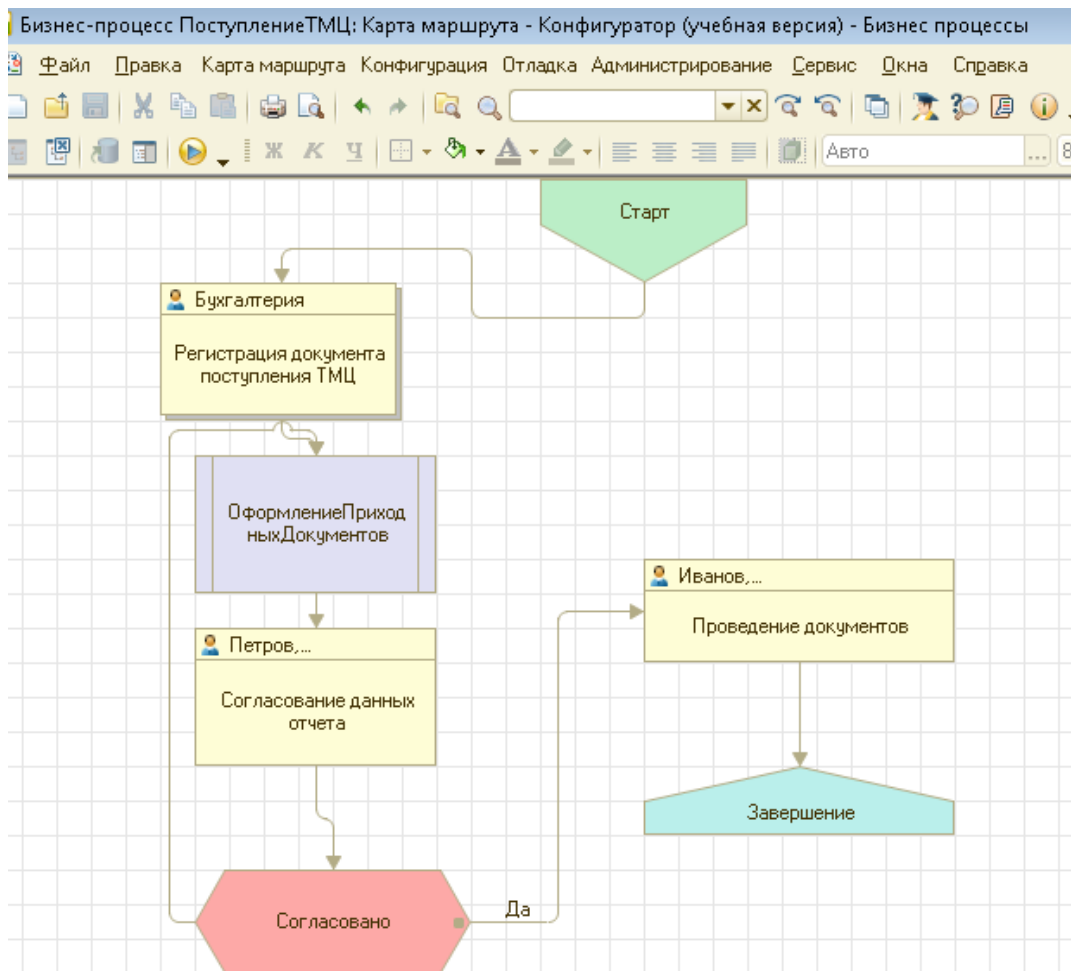 Бизнес-процесс ПоступлениеТМЦ: Карта маршрута - Конфигуратор (учебная версия) - Бизнес процессы
Файл Правка Карта маршрута Конфигурация Отладка Администрирование Сервис Окна Справка
Ж К Ч Авто ... 8
Старт
Бухгалтерия
Регистрация документа
поступления ТМЦ
ОформлениеПриход
ныхДокументов
Иванов,...
Проведение документов
Петров,...
Согласование данных
отчета
Завершение
Да
Согласовано